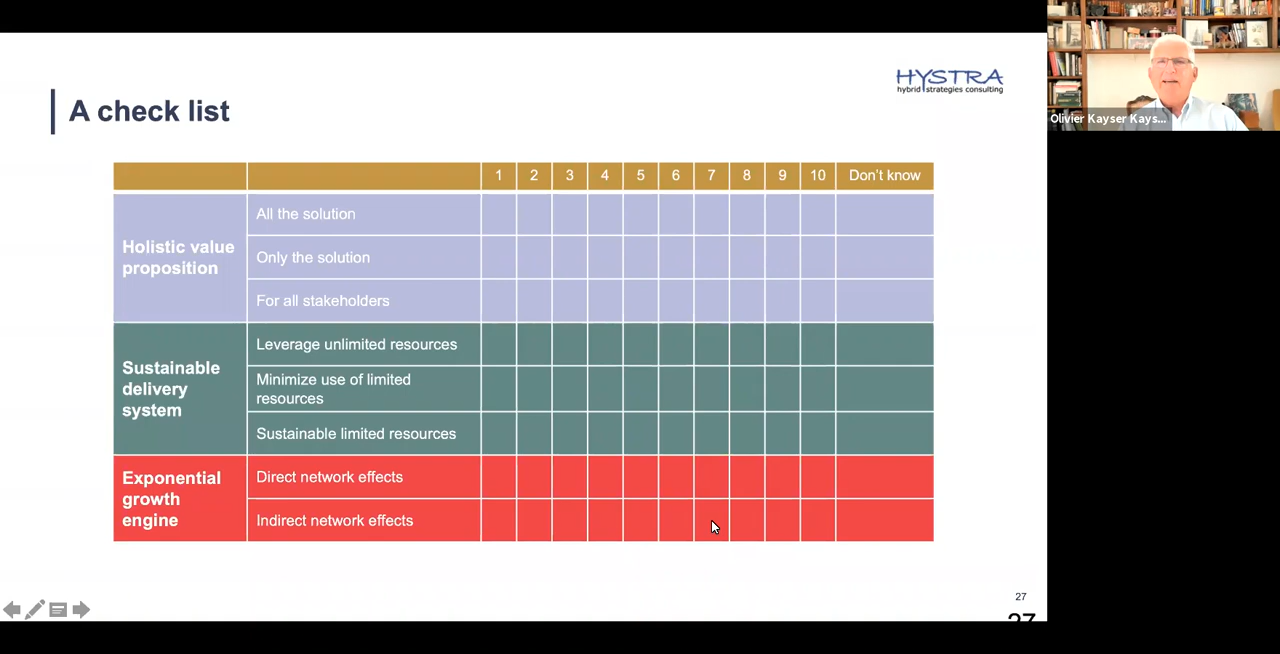 HYSTRA
hybrid strategies consulting
A check list
1 2 3 4 5 6 7 8 9 10 Don't know
Holistic value
proposition
All the solution
Only the solution
For all stakeholders
Sustainable
delivery
system
Leverage unlimited resources
Minimize use of limited
resources
Sustainable limited resources
Exponential
growth
engine
Direct network effects
Indirect network effects
27
27
Olivier Kayser Kays...